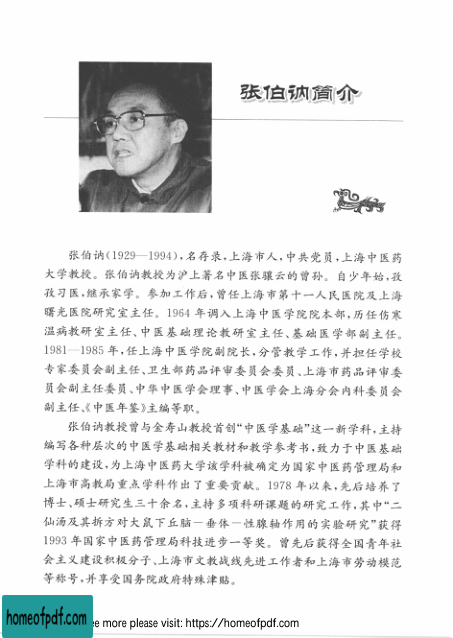 张伯讷简介
张伯讷(1929—1994),名存录,上海市人,中共党员,上海中医药
大学教授。张伯讷教授为沪上著名中医张骧云的曾孙。自少年始,孜
孜习医,继承家学。参加工作后,曾任上海市第十一人民医院及上海
曙光医院研究室主任。1964年调入上海中医学院院本部,历任伤寒
温病教研室主任、中医基础理论教研室主任、基础医学部副主任。
1981—1985年,任上海中医学院副院长,分管教学工作,并担任学校
专家委员会副主任、卫生部药品评审委员会委员、上海市药品评审委
员会副主任委员、中华中医学会理事、中医学会上海分会内科委员会
副主任、《中医年鉴》主编等职。
张伯讷教授曾与金寿山教授首创“中医学基础”这一新学科,主持
编写各种层次的中医学基础相关教材和教学参考书,致力于中医基础
学科的建设,为上海中医药大学该学科被确定为国家中医药管理局和
上海市高教局重点学科作出了重要贡献。1978年以来,先后培养了
博士、硕士研究生三十余名,主持多项科研课题的研究工作,其中“二
仙汤及其拆方对大鼠下丘脑－垂体－性腺轴作用的实验研究”获得
1993年国家中医药管理局科技进步一等奖。曾先后获得全国青年社
会主义建设积极分子、上海市文教战线先进工作者和上海市劳动模范
等称号,并享受国务院政府特殊津贴。
homeofpdf.com
ee more please visit: https://homeofpdf.com